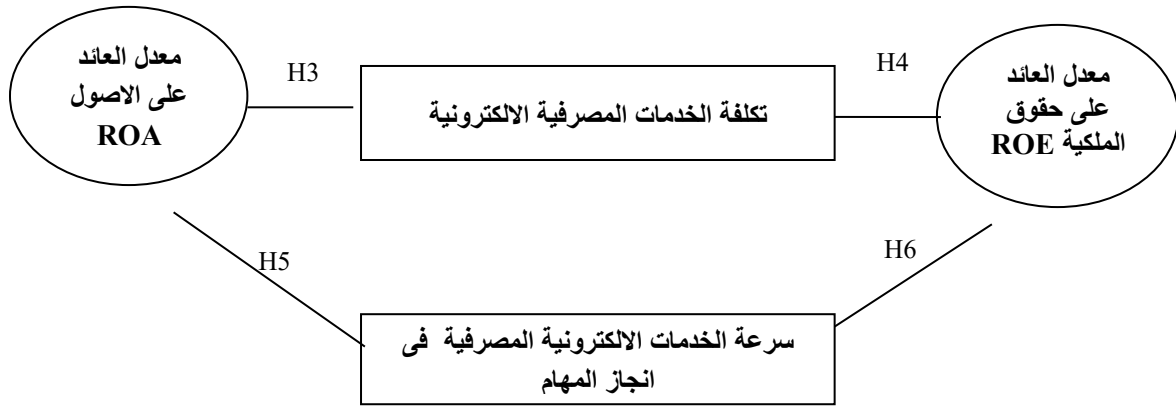 معدل العائد
على الاصول
ROA
H3
تكلفة الخدمات المصرفية الالكترونية
H4
معدل العائد
على حقوق
الملكية ROE
H5
H6
سرعة الخدمات الالكترونية المصرفية فى
انجاز المهام